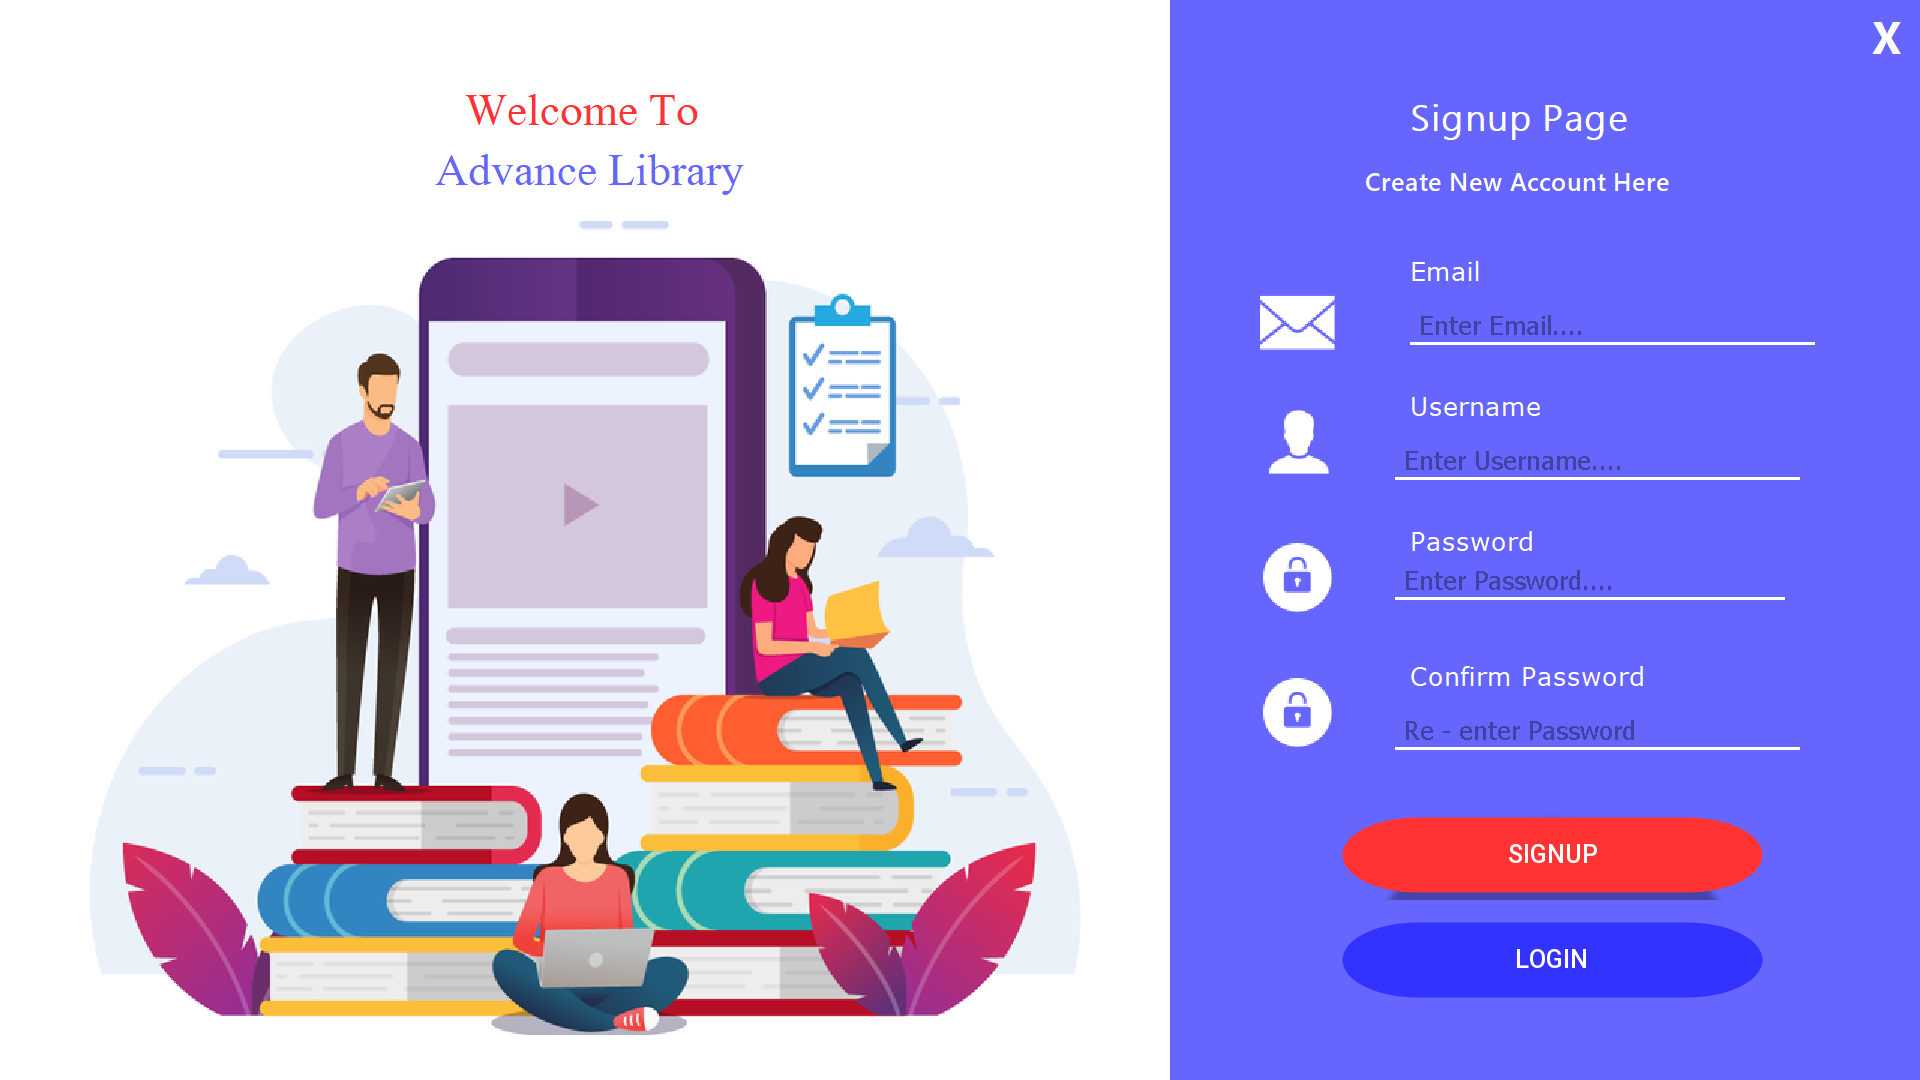 Welcome To
Advance Library
X
Signup Page
Create New Account Here
Email
Enter Email....
Username
Enter Username....
Password
Enter Password....
Confirm Password
Re - enter Password
SIGNUP
LOGIN